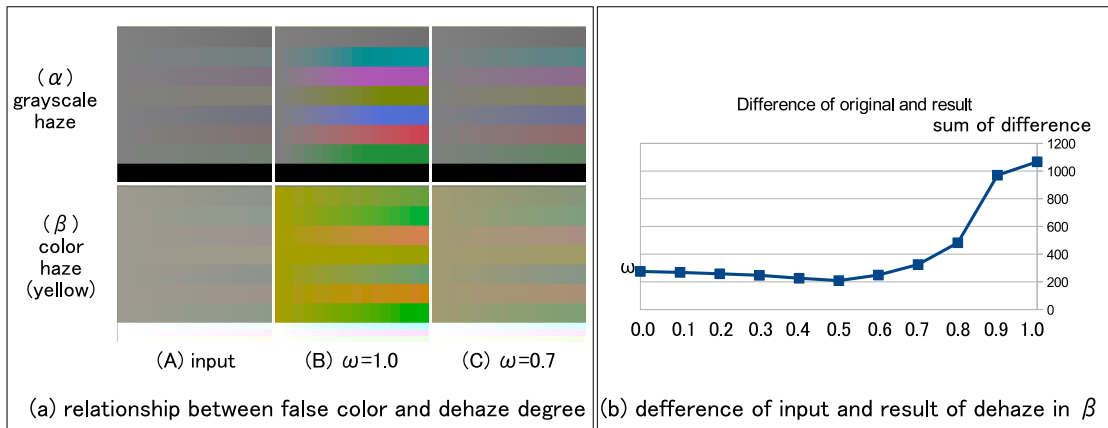 (α)
grayscale
haze
(β)
color
haze
(yellow)
(A) input
(B) ω=1.0
(C) ω=0.7
(a) relationship between false color and dehaze degree
Difference of original and result
sum of difference
1200
1000
800
600
400
200
0
ω
0.0 0.1 0.2 0.3 0.4 0.5 0.6 0.7 0.8 0.9 1.0
(b) defference of input and result of dehaze in β